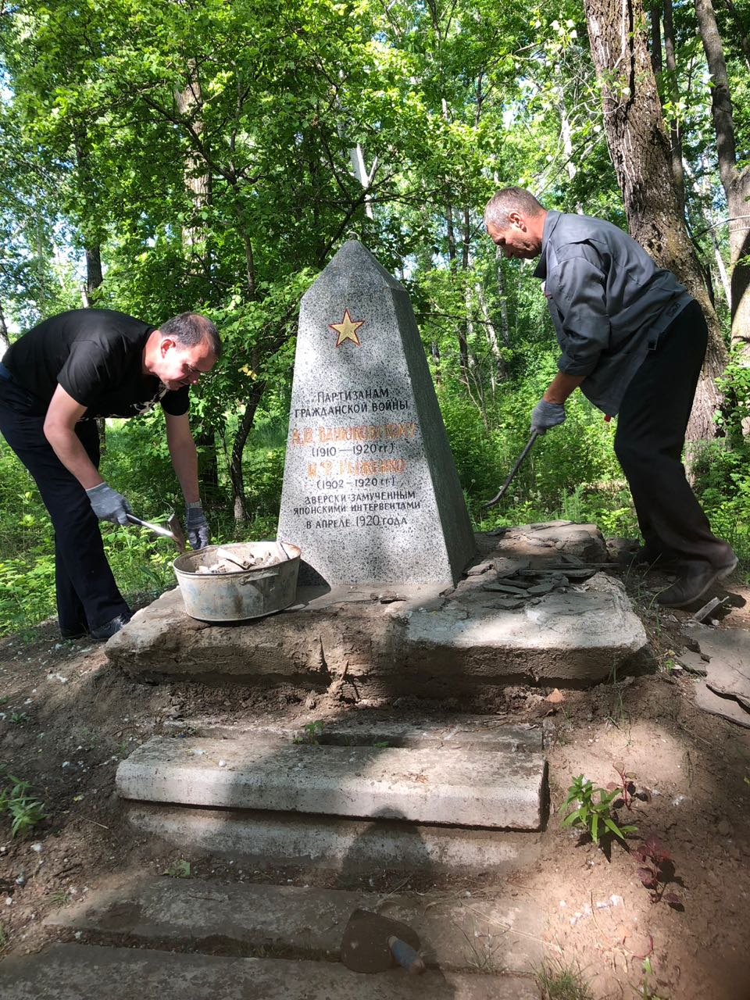 Партизанам
гражданской войны
А.Ф. Ванюковскому
(1910 — 1920 гг.)
И.Ф. Рыженко
(1902 - 1920 гг.)
зверски замученным
японскими интервентами
в апреле 1920 года